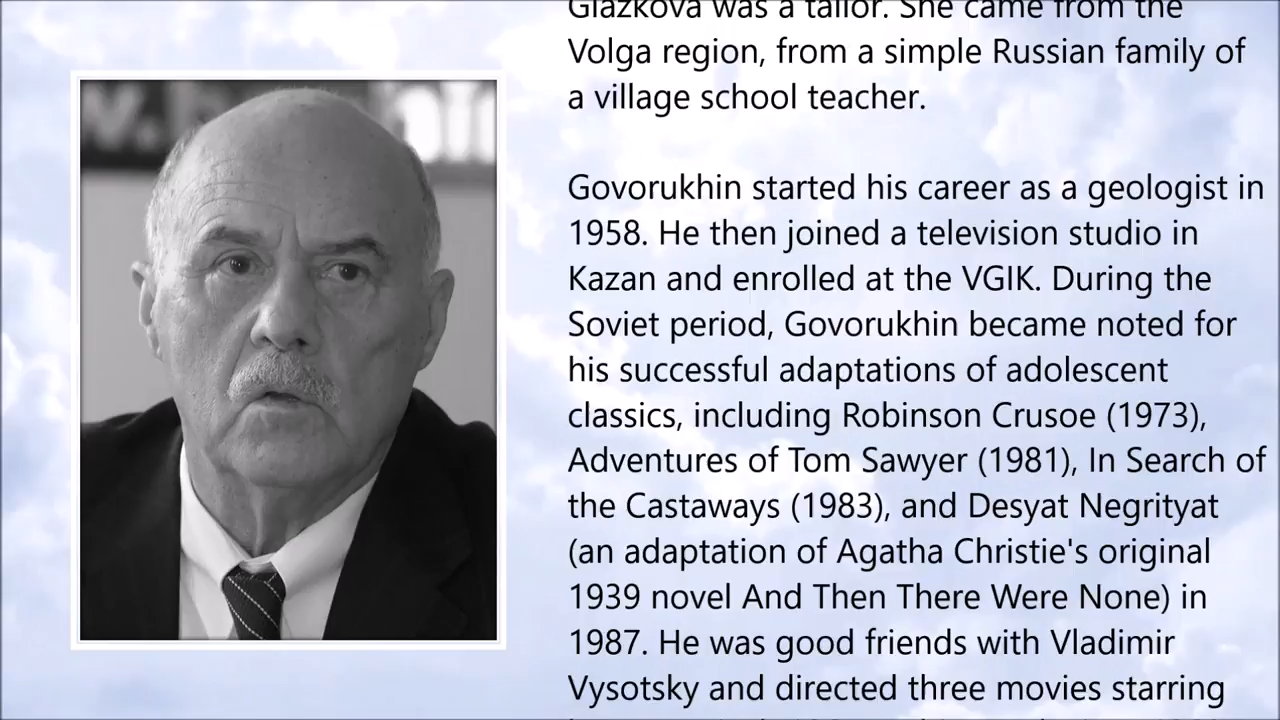 Glazkova was a tailor. She came from the
Volga region, from a simple Russian family of
a village school teacher.
Govorukhin started his career as a geologist in
1958. He then joined a television studio in
Kazan and enrolled at the VGIK. During the
Soviet period, Govorukhin became noted for
his successful adaptations of adolescent
classics, including Robinson Crusoe (1973),
Adventures of Tom Sawyer (1981), In Search of
the Castaways (1983), and Desyat Negrityat
(an adaptation of Agatha Christie's original
1939 novel And Then There Were None) in
1987. He was good friends with Vladimir
Vysotsky and directed three movies starring